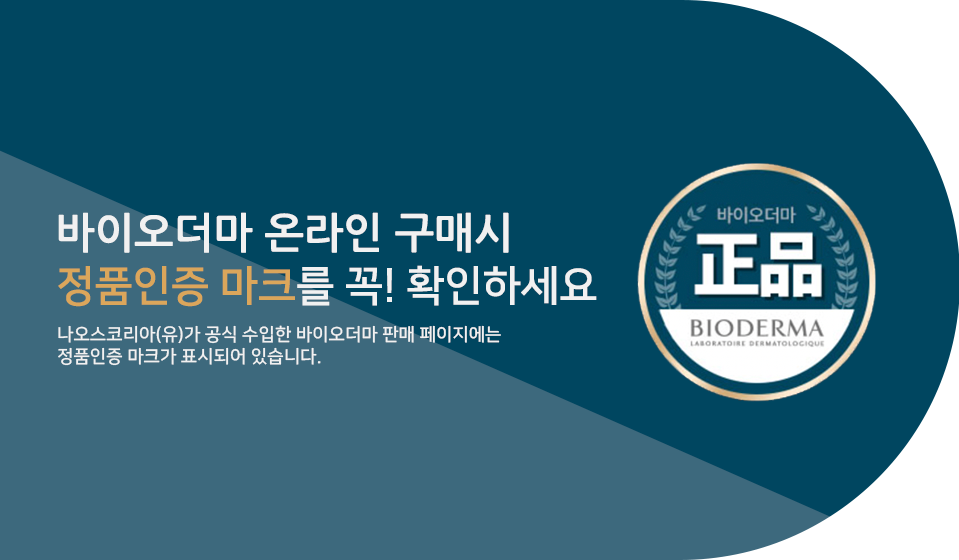 바이오더마 온라인 구매시
정품인증 마크를 꼭! 확인하세요
나오스코리아(유)가 공식 수입한 바이오더마 판매 페이지에는
정품인증 마크가 표시되어 있습니다.
바이오더마
正品
BIODERMA
LABORATOIRE DERMATOLOGIQUE